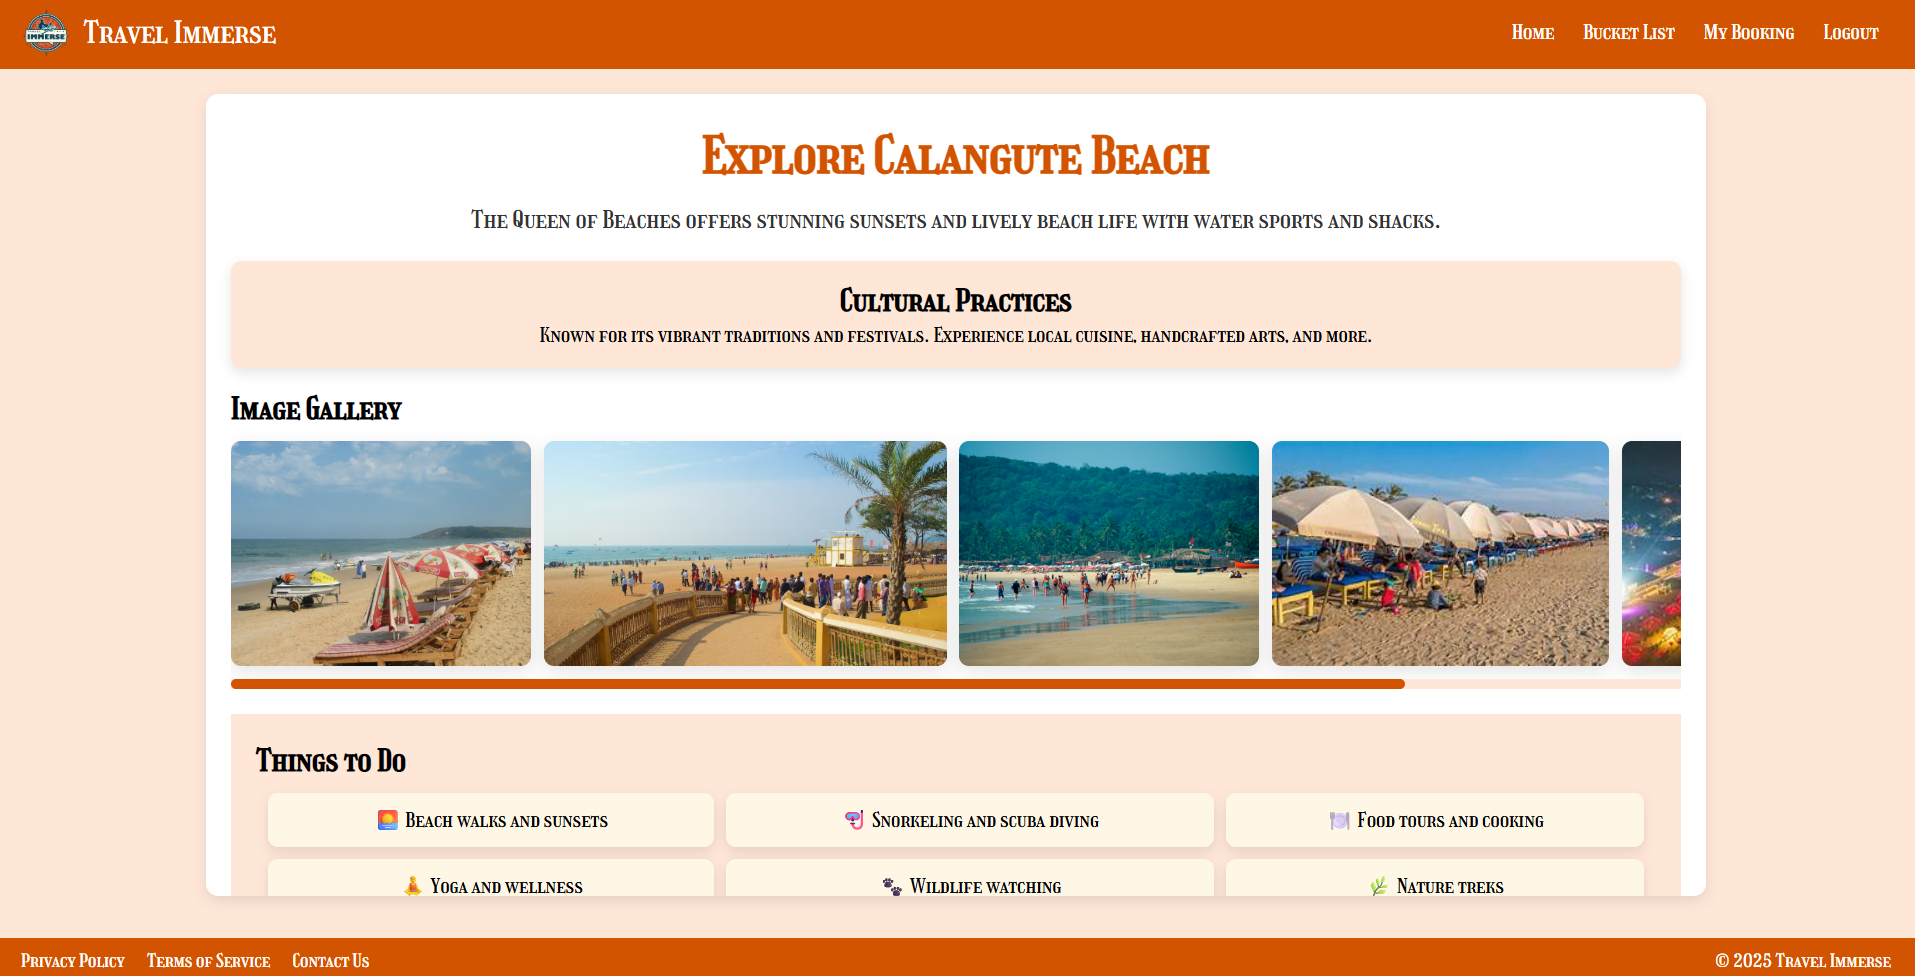 IMMERSE
Travel Immerse
Home Bucket List My Booking Logout
Explore Calangute Beach
The Queen of Beaches offers stunning sunsets and lively beach life with water sports and shacks.
Cultural Practices
Known for its vibrant traditions and festivals. Experience local cuisine, handcrafted arts, and more.
Image Gallery
Things to Do
🌅 Beach walks and sunsets
🤿 Snorkeling and scuba diving
🍽️ Food tours and cooking
🧘 Yoga and wellness
🐾 Wildlife watching
🌿 Nature treks
Privacy Policy Terms of Service Contact Us
© 2025 Travel Immerse